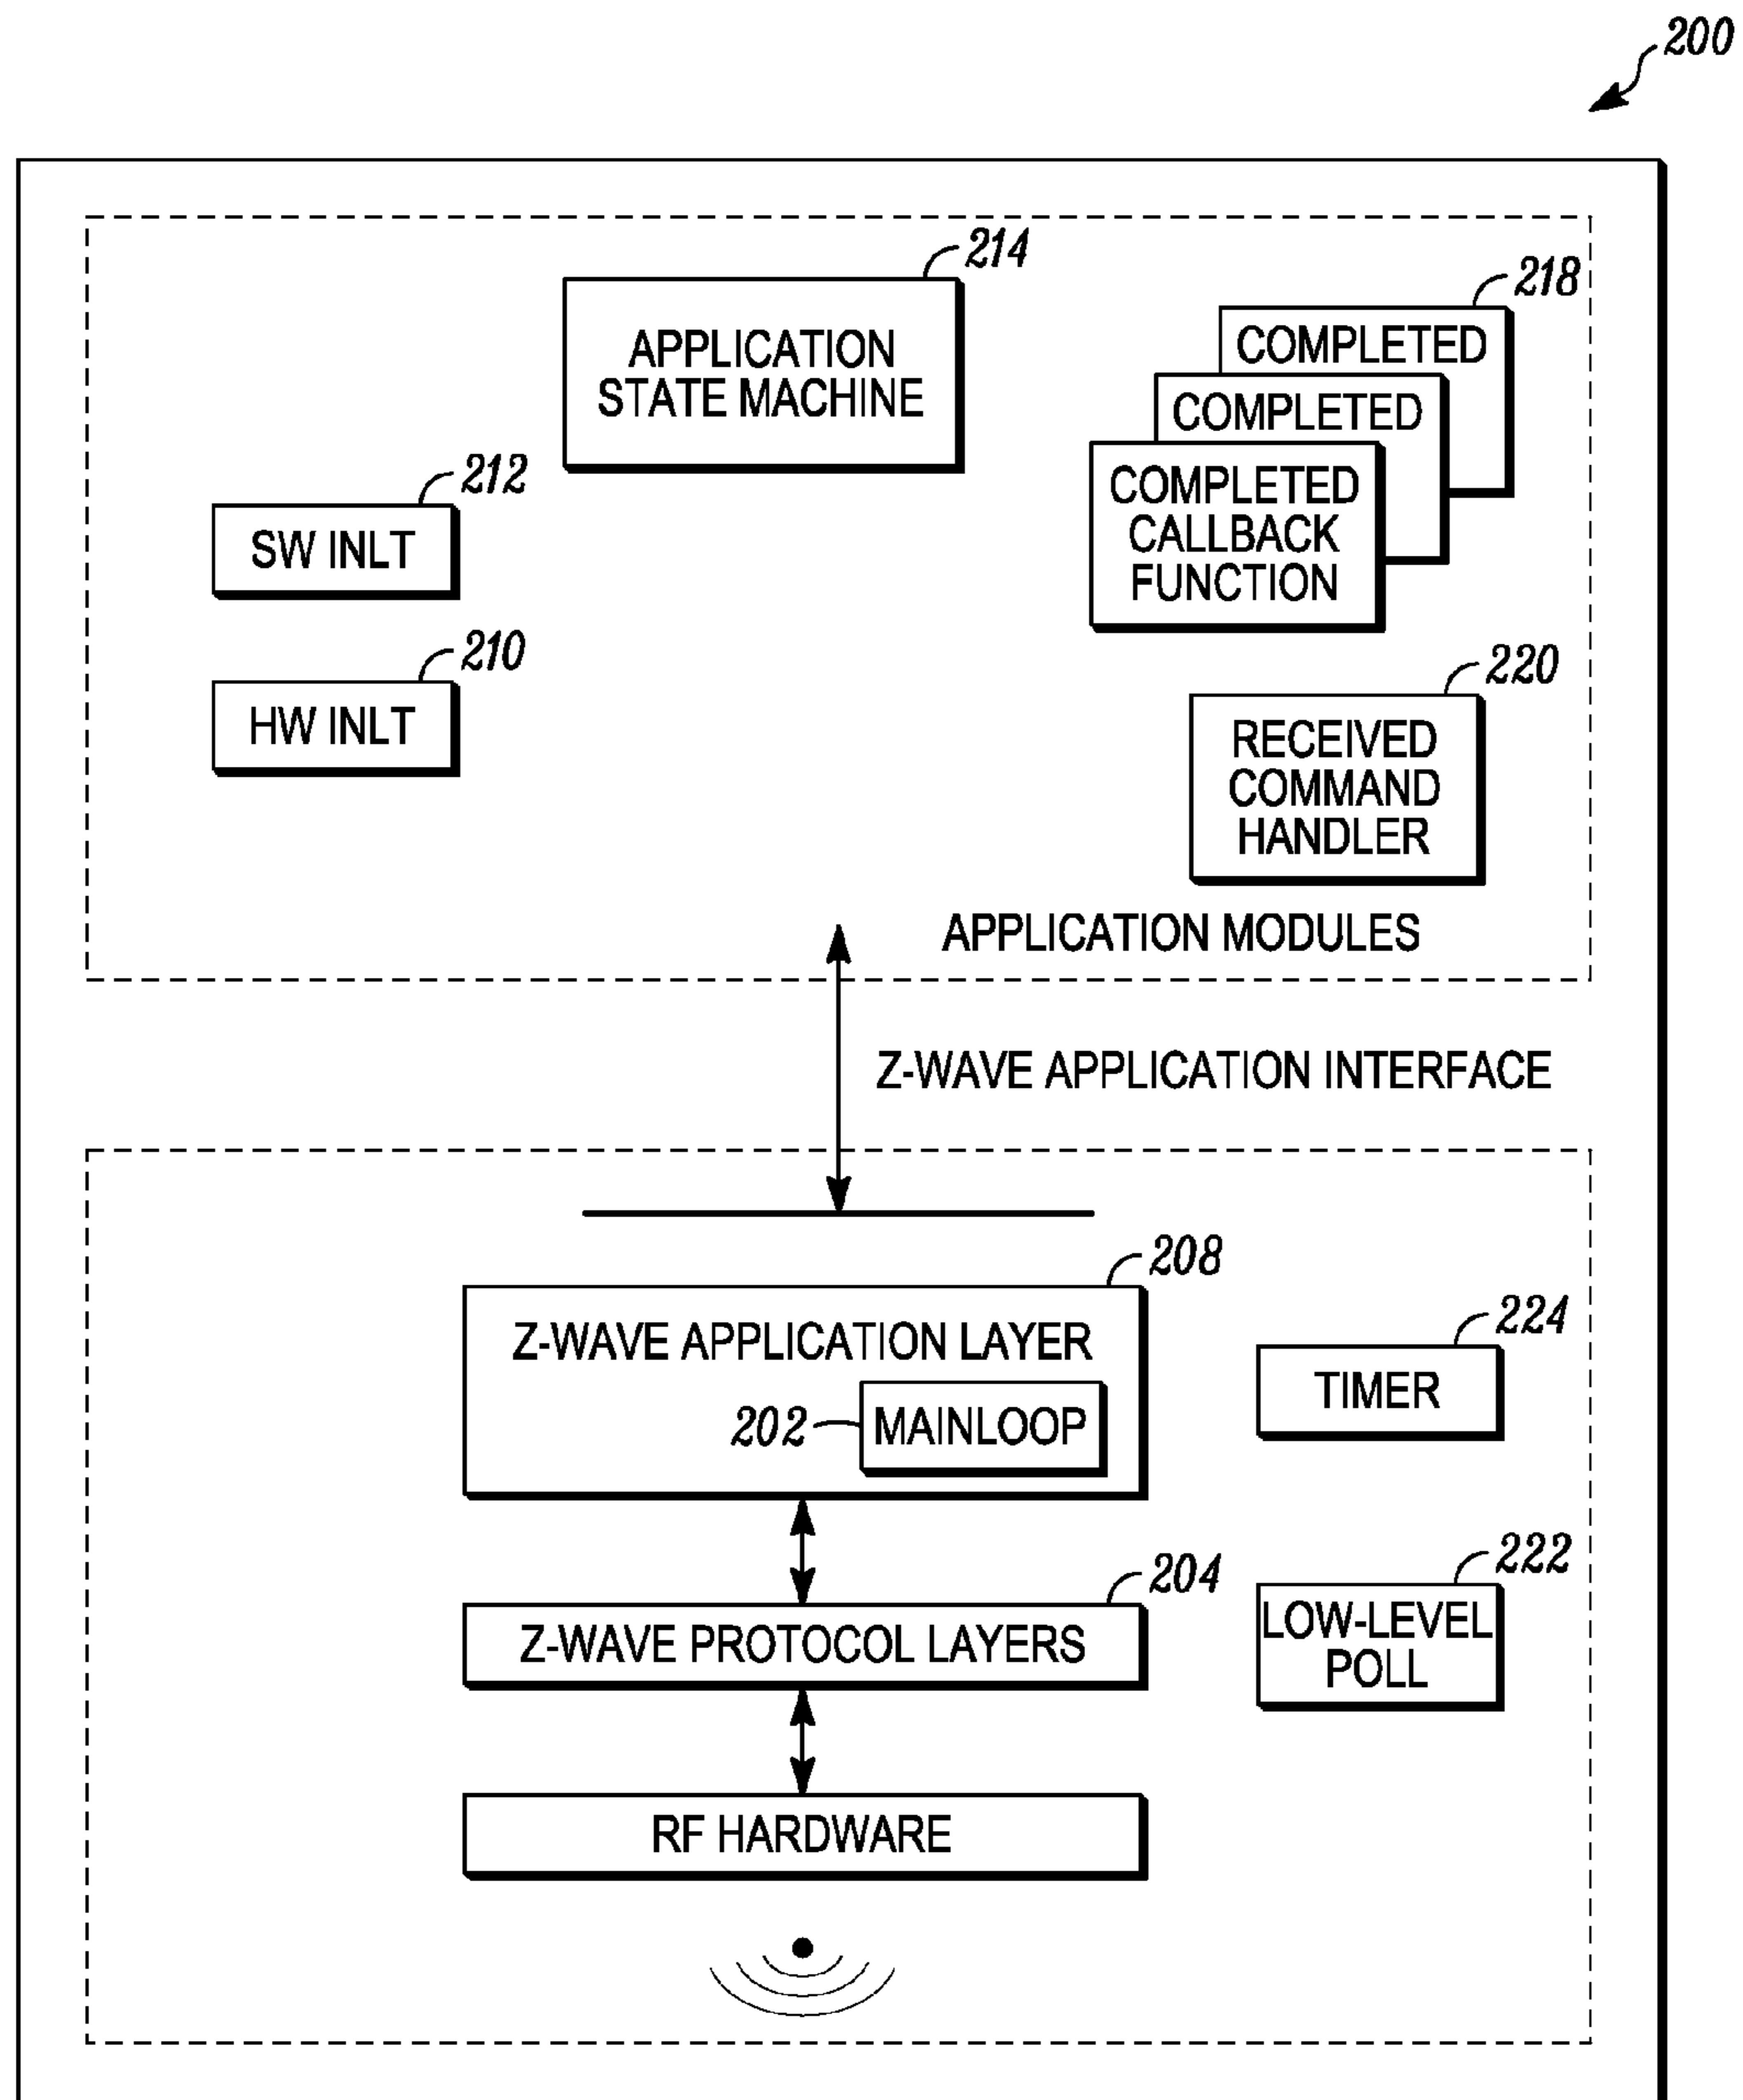 200
214
APPLICATION
STATE MACHINE
218
COMPLETED
COMPLETED
COMPLETED
CALLBACK
FUNCTION
212
SW INLT
210
HW INLT
220
RECEIVED
COMMAND
HANDLER
APPLICATION MODULES
Z-WAVE APPLICATION INTERFACE
208
Z-WAVE APPLICATION LAYER
202
MAINLOOP
224
TIMER
204
Z-WAVE PROTOCOL LAYERS
222
LOW-LEVEL
POLL
RF HARDWARE